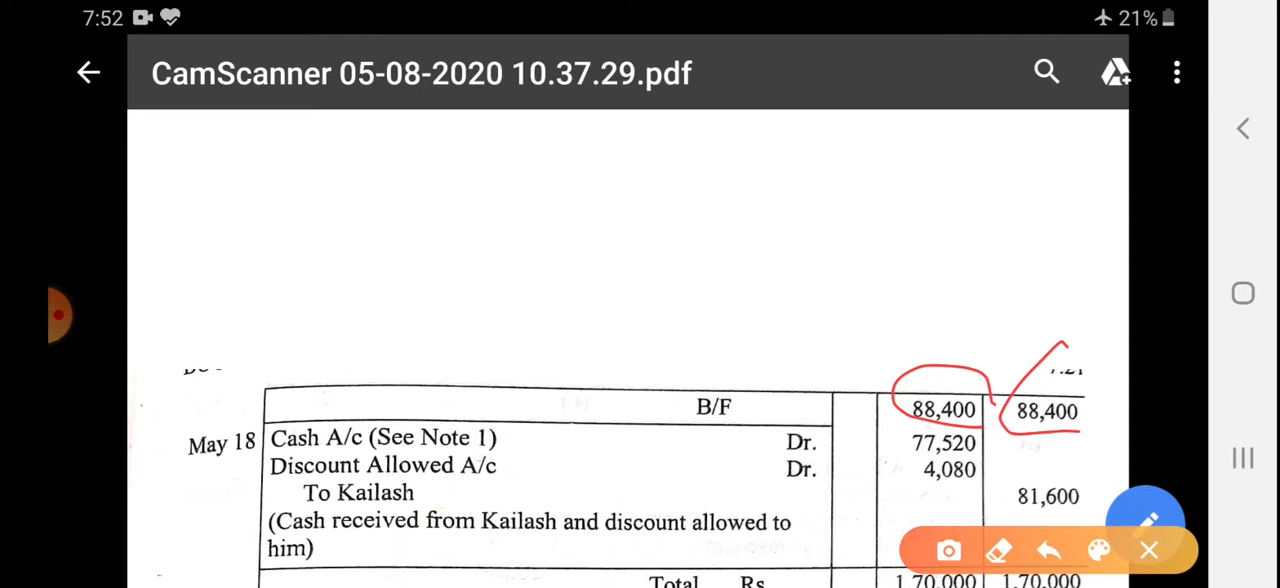 7:52 21%
CamScanner 05-08-2020 10.37.29.pdf
7.21
B/F 88,400 88,400
May 18 Cash A/c (See Note 1) Dr. 77,520
Discount Allowed A/c Dr. 4,080
To Kailash 81,600
(Cash received from Kailash and discount allowed to
him)
Total Rs 1,70,000 1,70,000